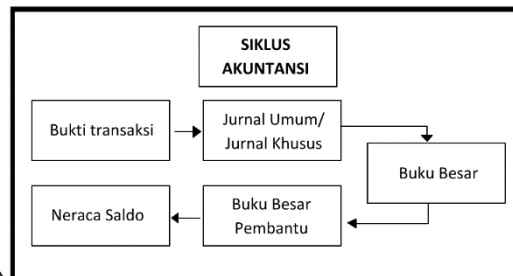 SIKLUS
AKUNTANSI
Bukti transaksi
Jurnal Umum/
Jurnal Khusus
Buku Besar
Buku Besar
Pembantu
Neraca Saldo